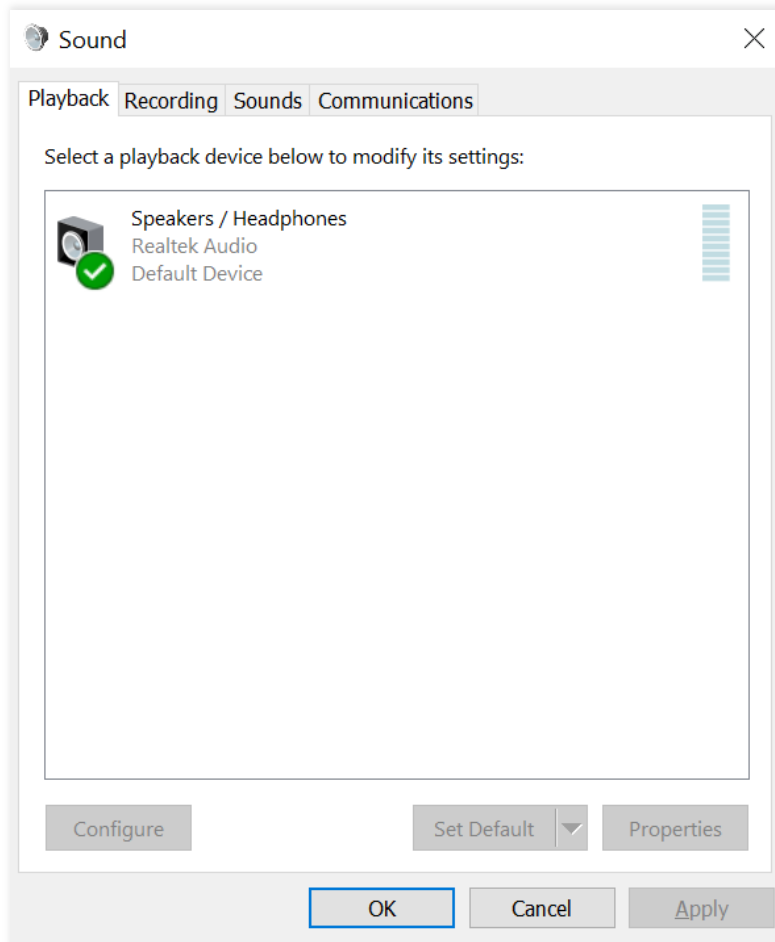 Sound
Playback Recording Sounds Communications
Select a playback device below to modify its settings:
Speakers / Headphones
Realtek Audio
Default Device
Configure Set Default Properties
OK Cancel Apply